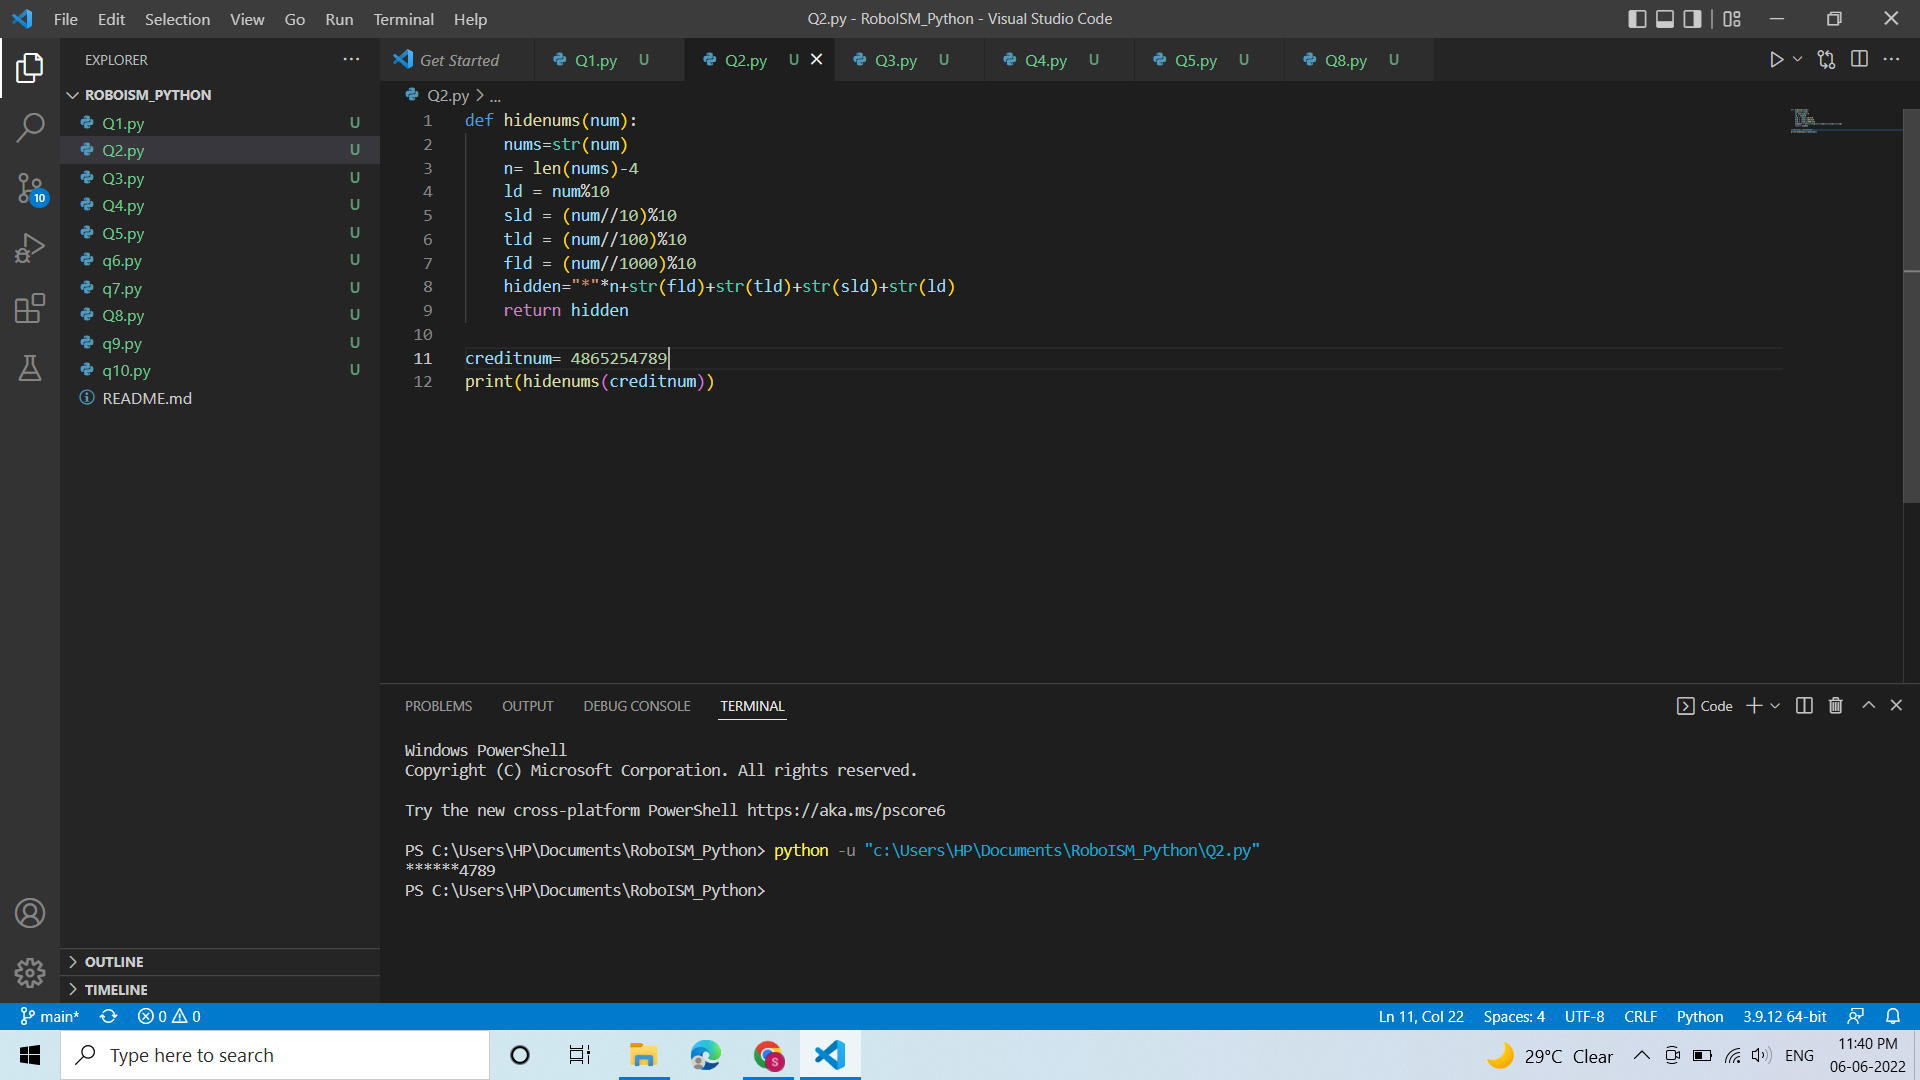 File Edit Selection View Go Run Terminal Help
Q2.py - RoboISM_Python - Visual Studio Code
EXPLORER
ROBOISM_PYTHON
Q1.py U
Q2.py U
Q3.py U
Q4.py U
Q5.py U
q6.py U
q7.py U
Q8.py U
q9.py U
q10.py U
README.md
10
OUTLINE
TIMELINE
Get Started Q1.py U Q2.py U Q3.py U Q4.py U Q5.py U Q8.py U
Q2.py > ...
1 def hidenums(num):
2 nums=str(num)
3 n= len(nums)-4
4 ld = num%10
5 sld = (num//10)%10
6 tld = (num//100)%10
7 fld = (num//1000)%10
8 hidden="*"*n+str(fld)+str(tld)+str(sld)+str(ld)
9 return hidden
10
11 creditnum= 4865254789
12 print(hidenums(creditnum))
PROBLEMS OUTPUT DEBUG CONSOLE TERMINAL
Code
Windows PowerShell
Copyright (C) Microsoft Corporation. All rights reserved.
Try the new cross-platform PowerShell https://aka.ms/pscore6
PS C:\Users\HP\Documents\RoboISM_Python> python -u "c:\Users\HP\Documents\RoboISM_Python\Q2.py"
******4789
PS C:\Users\HP\Documents\RoboISM_Python>
main* 0 0
Ln 11, Col 22 Spaces: 4 UTF-8 CRLF Python 3.9.12 64-bit
Type here to search
S
29°C Clear
ENG
11:40 PM
06-06-2022